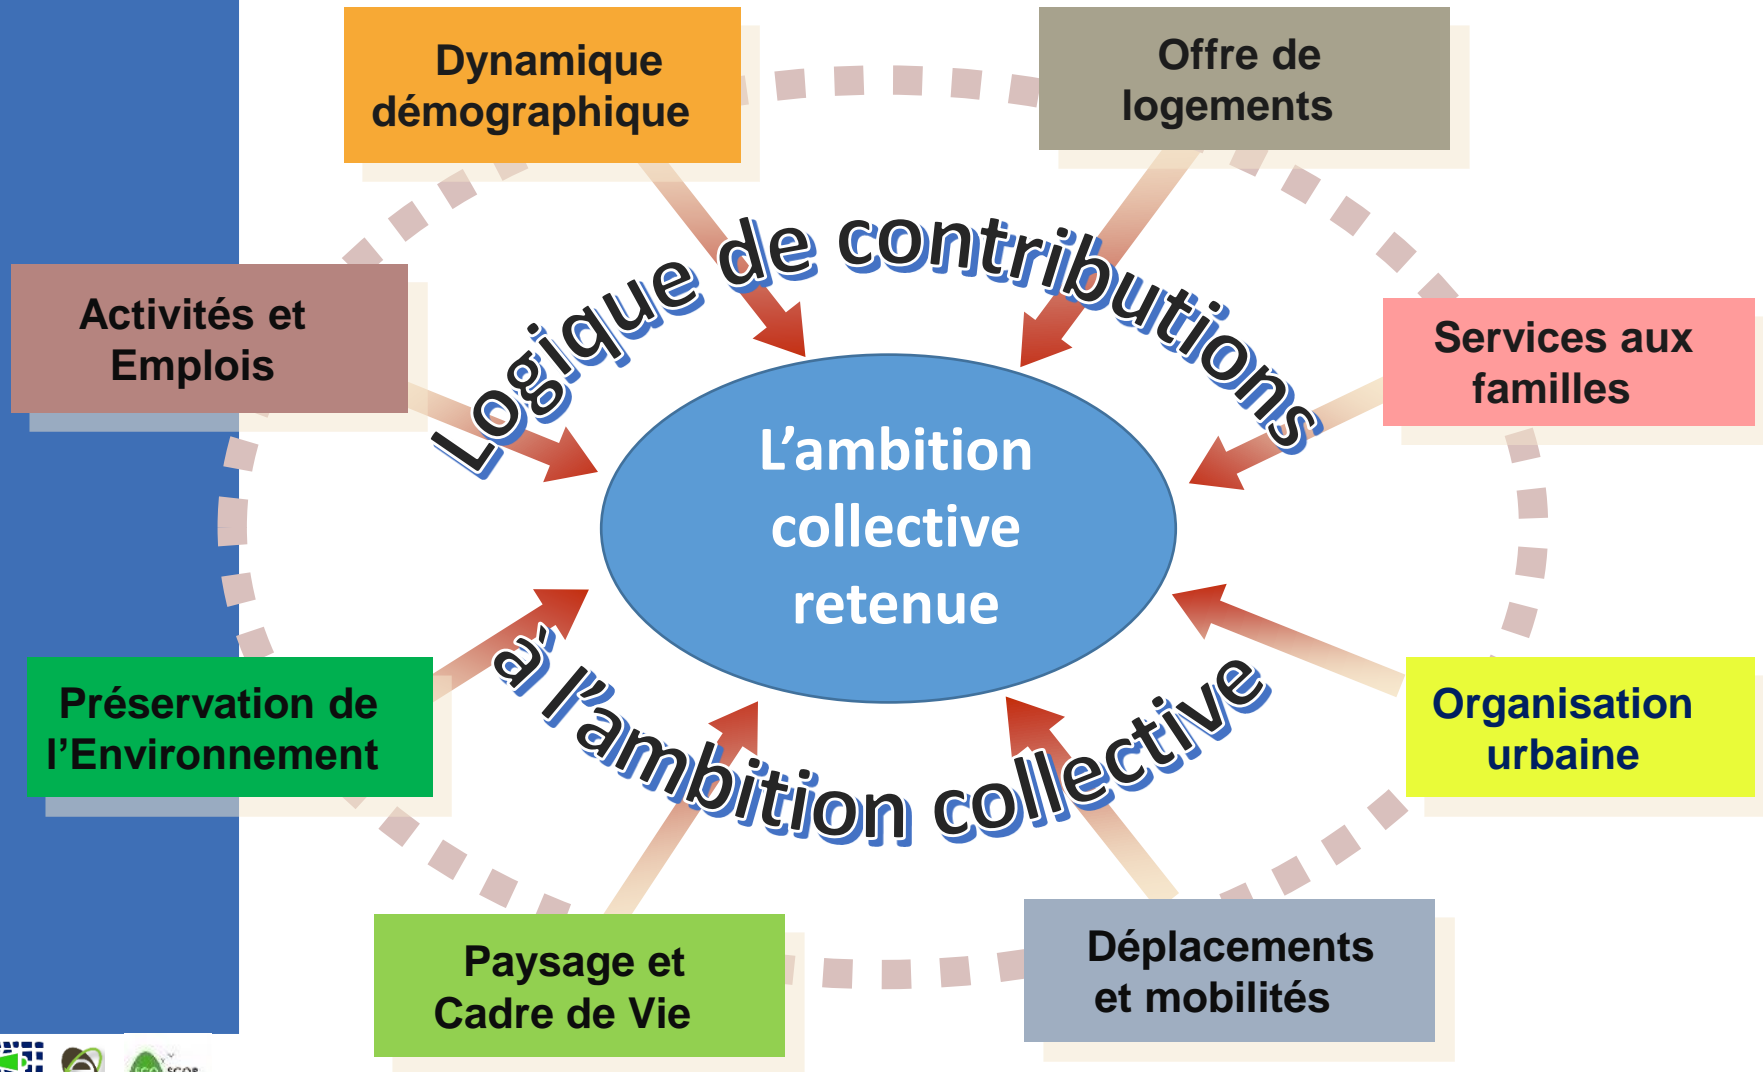 Dynamique
démographique
Offre de
logements
Logique de contributions
Activités et
Emplois
Services aux
familles
L’ambition
collective
retenue
Préservation de
l’Environnement
Organisation
urbaine
à l’ambition collective
Paysage et
Cadre de Vie
Déplacements
et mobilités